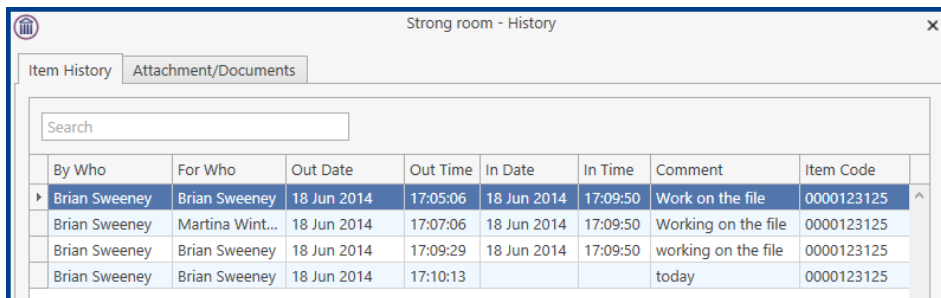 Strong room - History
Item History Attachment/Documents
Search
By Who For Who Out Date Out Time In Date In Time Comment Item Code
Brian Sweeney Brian Sweeney 18 Jun 2014 17:05:06 18 Jun 2014 17:09:50 Work on the file 0000123125
Brian Sweeney Martina Wint... 18 Jun 2014 17:07:06 18 Jun 2014 17:09:50 Working on the file 0000123125
Brian Sweeney Brian Sweeney 18 Jun 2014 17:09:29 18 Jun 2014 17:09:50 working on the file 0000123125
Brian Sweeney Brian Sweeney 18 Jun 2014 17:10:13 today 0000123125